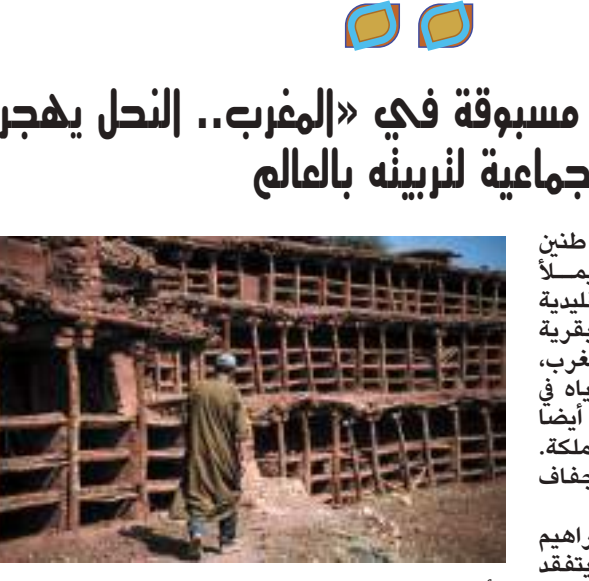 مسبوقة في «المغرب.. النحل يهجر
جماعية لتربيته بالعالم
طنين
يمـــلأ
ليدية
بقرية
غرب،
ياه في
أيضا
ملكة.
جفاف
راهيم
يتفقد